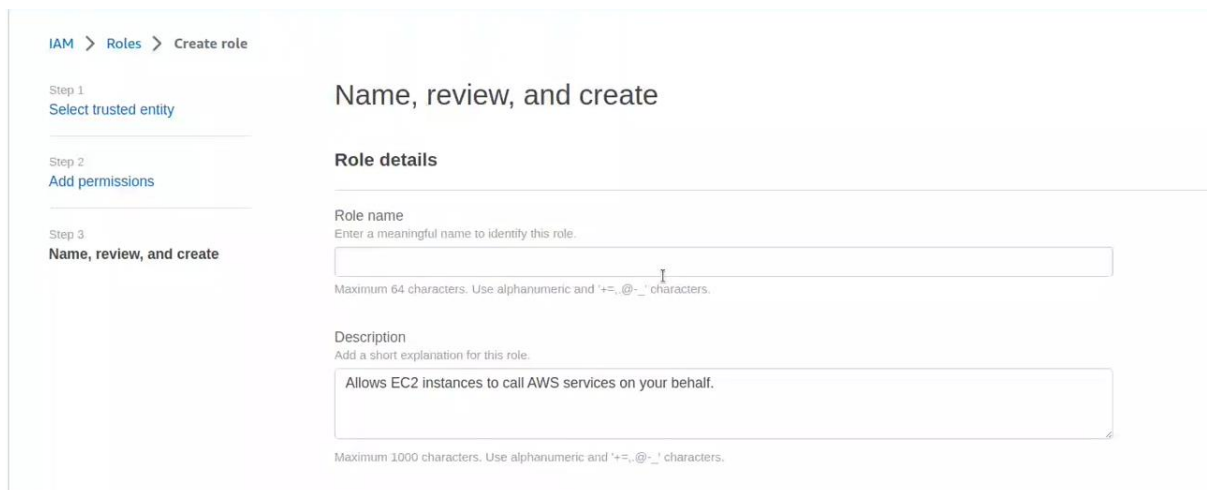 IAM > Roles > Create role
Step 1
Select trusted entity
Step 2
Add permissions
Step 3
Name, review, and create
Name, review, and create
Role details
Role name
Enter a meaningful name to identify this role.
Maximum 64 characters. Use alphanumeric and '+=,.@-_' characters.
Description
Add a short explanation for this role.
Allows EC2 instances to call AWS services on your behalf.
Maximum 1000 characters. Use alphanumeric and '+=,.@-_' characters.